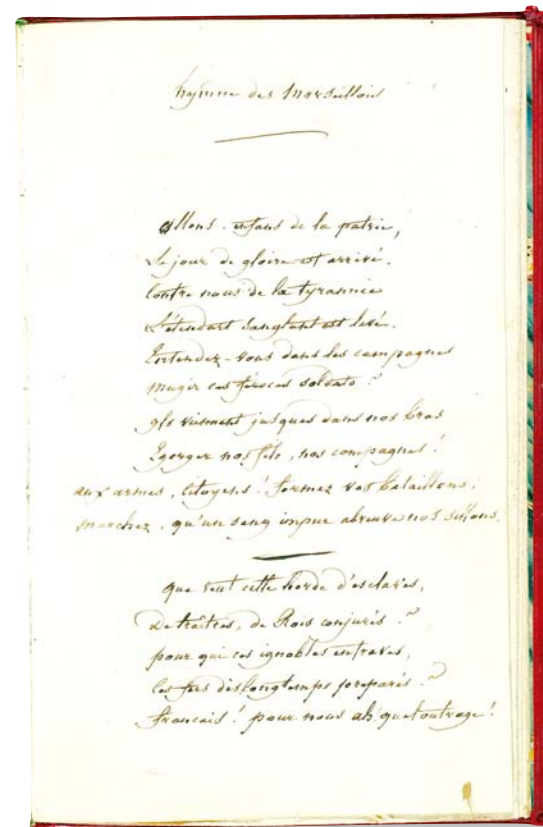 hymne des Marseillois
allons enfans de la patrie,
Le jour de gloire est arrivé.
Contre nous de la tyrannie
L'étendart sanglant est levé.
Entendez-vous dans les campagnes
mugir ces féroces soldats ?
ils viennent jusques dans nos bras
Egorger nos fils, nos compagnes !
aux armes, Citoyens ! formez vos bataillons,
marchez, qu'un sang impur abreuve nos sillons.
que veut cette horde d'esclaves,
De traîtres, de Rois conjurés ?
pour qui ces ignobles entraves,
Ces fers dès longtemps préparés ?
français ! pour nous ah ! quel outrage !